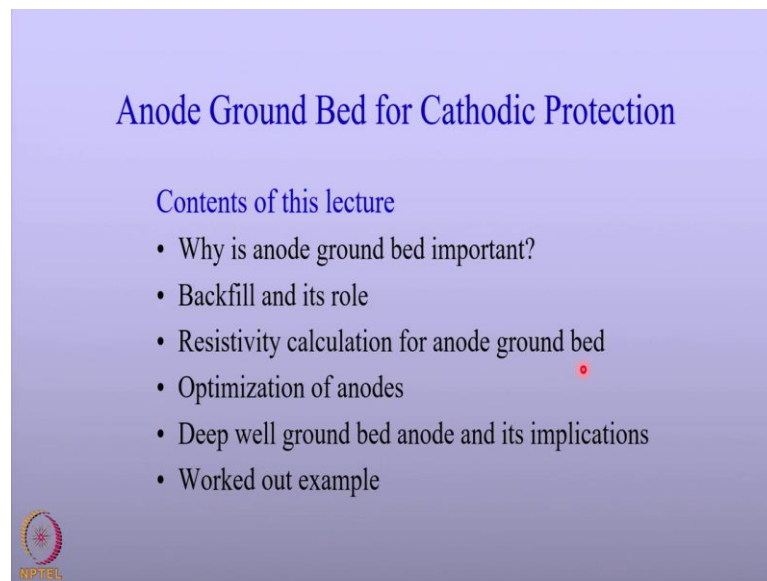 Anode Ground Bed for Cathodic Protection
Contents of this lecture
• Why is anode ground bed important?
• Backfill and its role
• Resistivity calculation for anode ground bed
• Optimization of anodes
• Deep well ground bed anode and its implications
• Worked out example
NPTEL